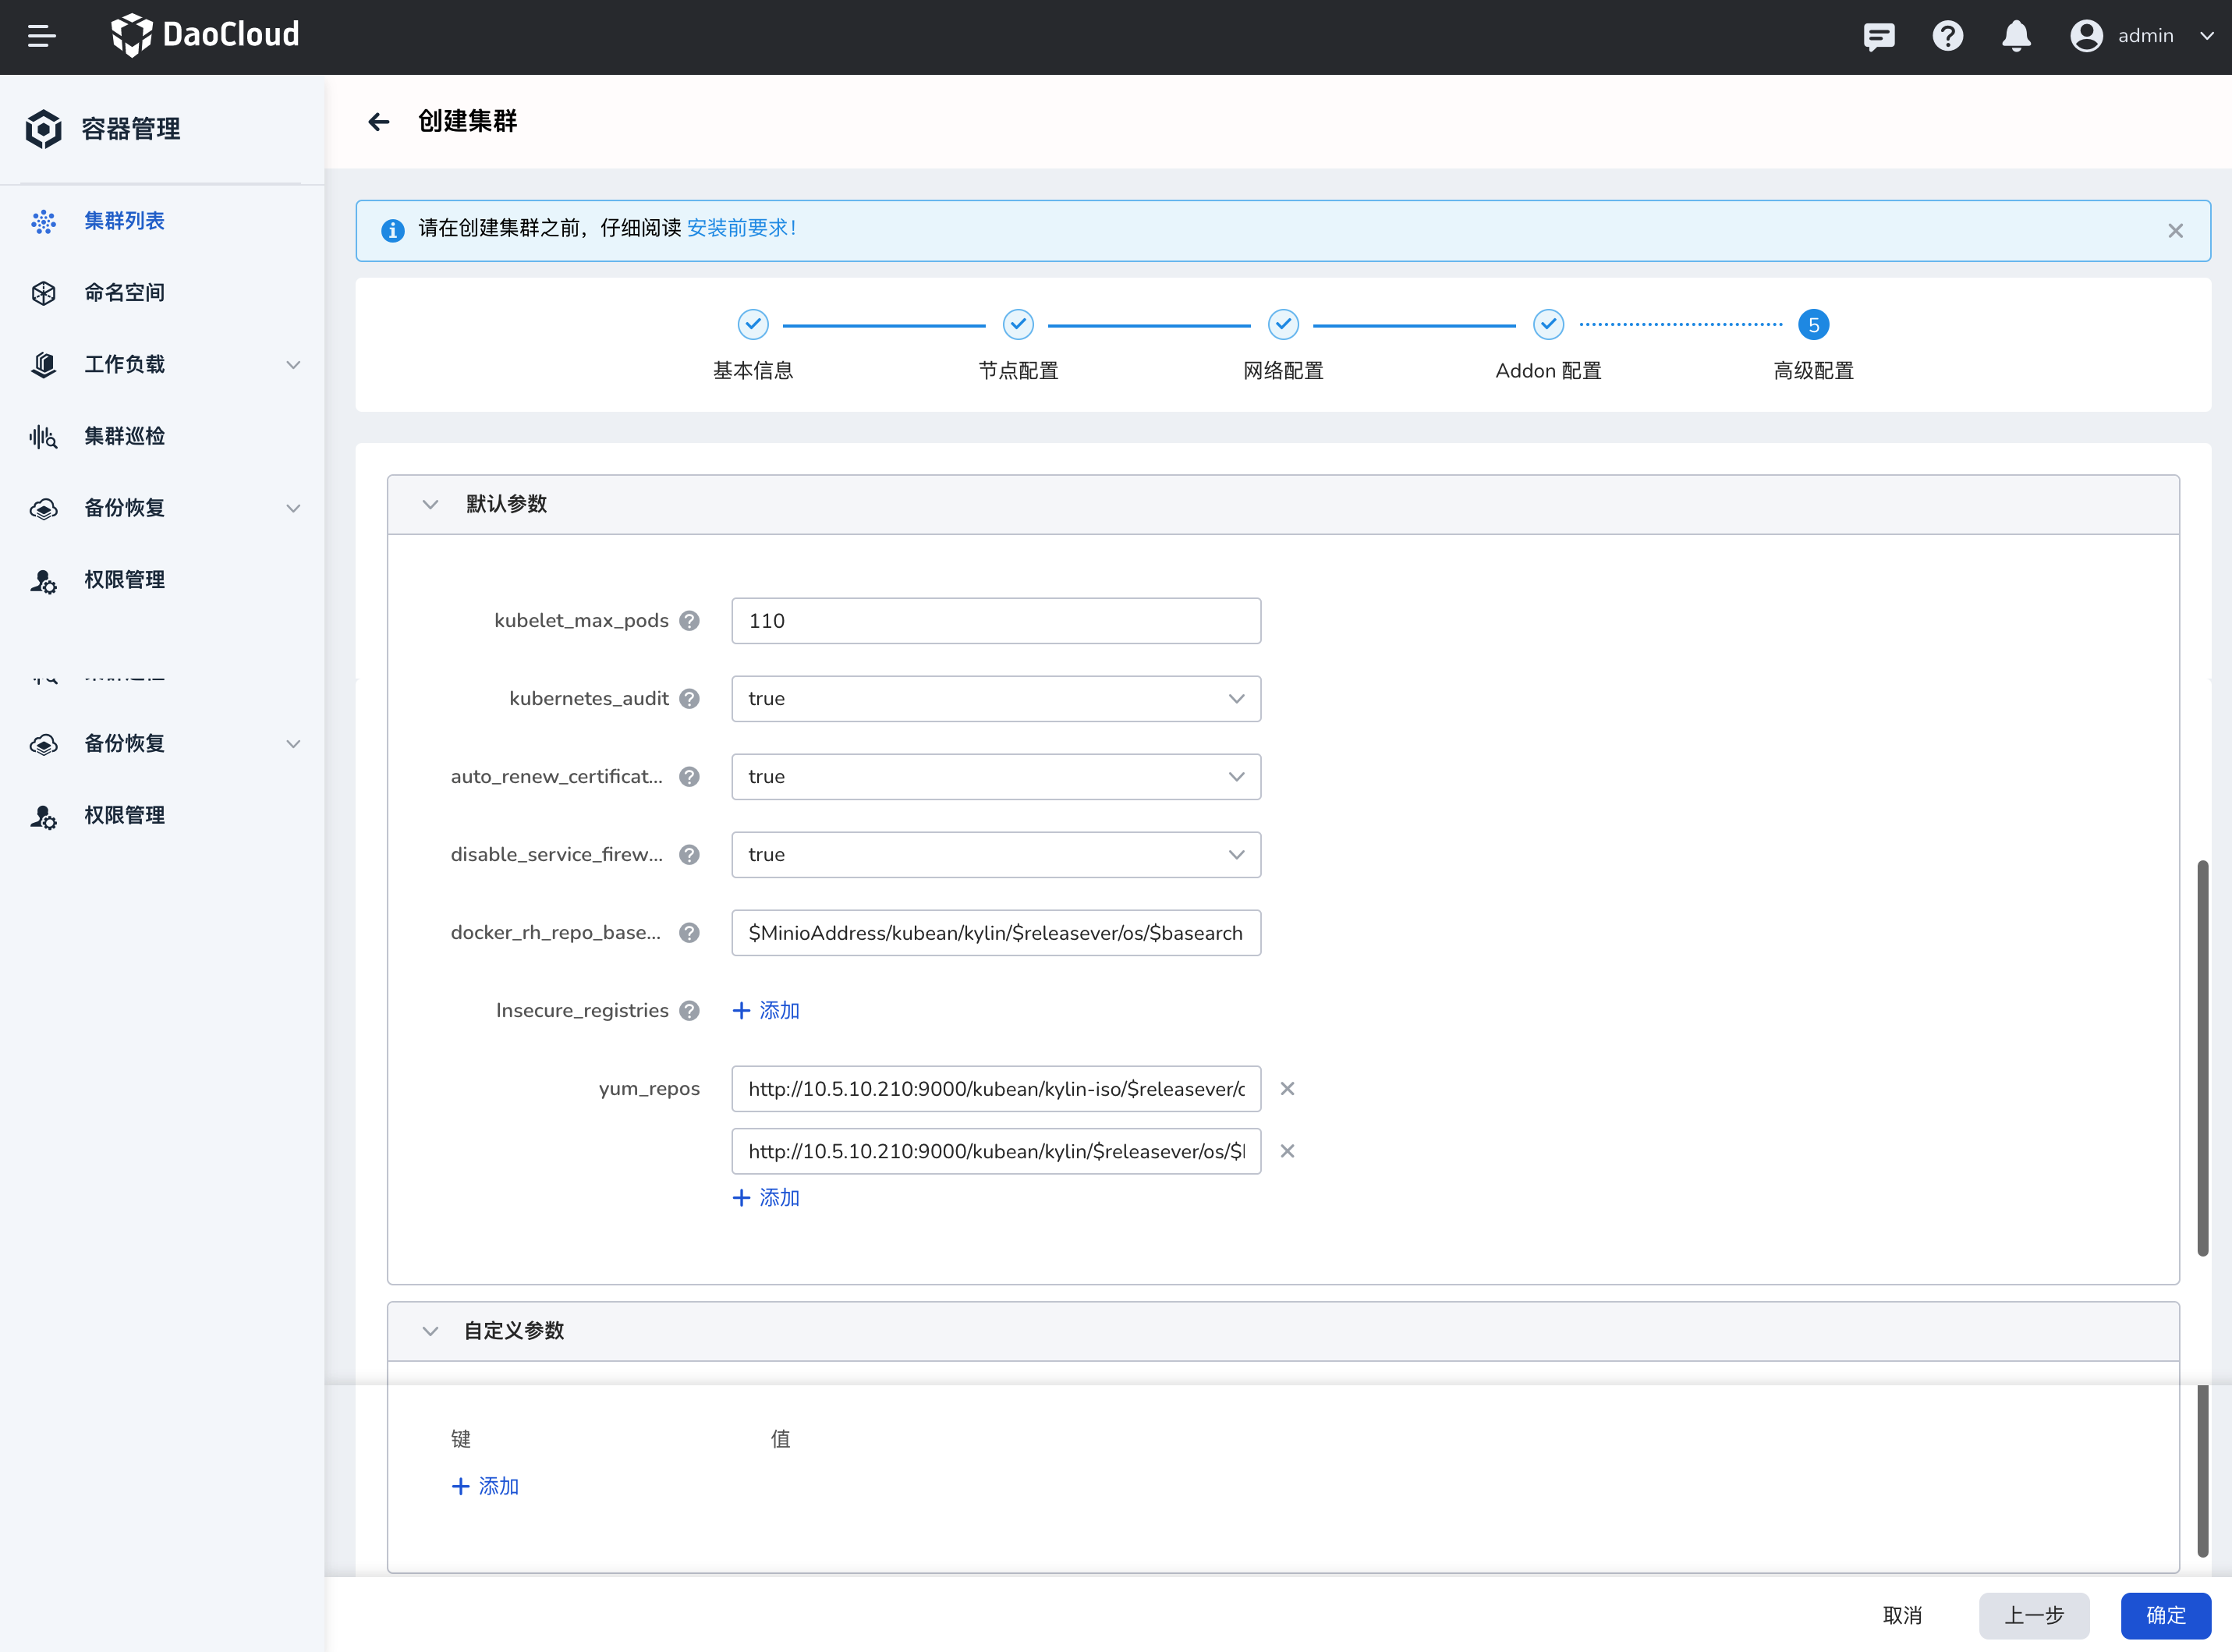 DaoCloud
admin
容器管理
集群列表
命名空间
工作负载
集群巡检
备份恢复
权限管理
备份恢复
权限管理
创建集群
请在创建集群之前，仔细阅读 安装前要求！
5
基本信息
节点配置
网络配置
Addon 配置
高级配置
默认参数
kubelet_max_pods
110
kubernetes_audit
true
auto_renew_certificat...
true
disable_service_firew...
true
docker_rh_repo_base...
$MinioAddress/kubean/kylin/$releasever/os/$basearch
Insecure_registries
添加
yum_repos
http://10.5.10.210:9000/kubean/kylin-iso/$releasever/
http://10.5.10.210:9000/kubean/kylin/$releasever/os/$
添加
自定义参数
键 值
添加
取消
上一步
确定